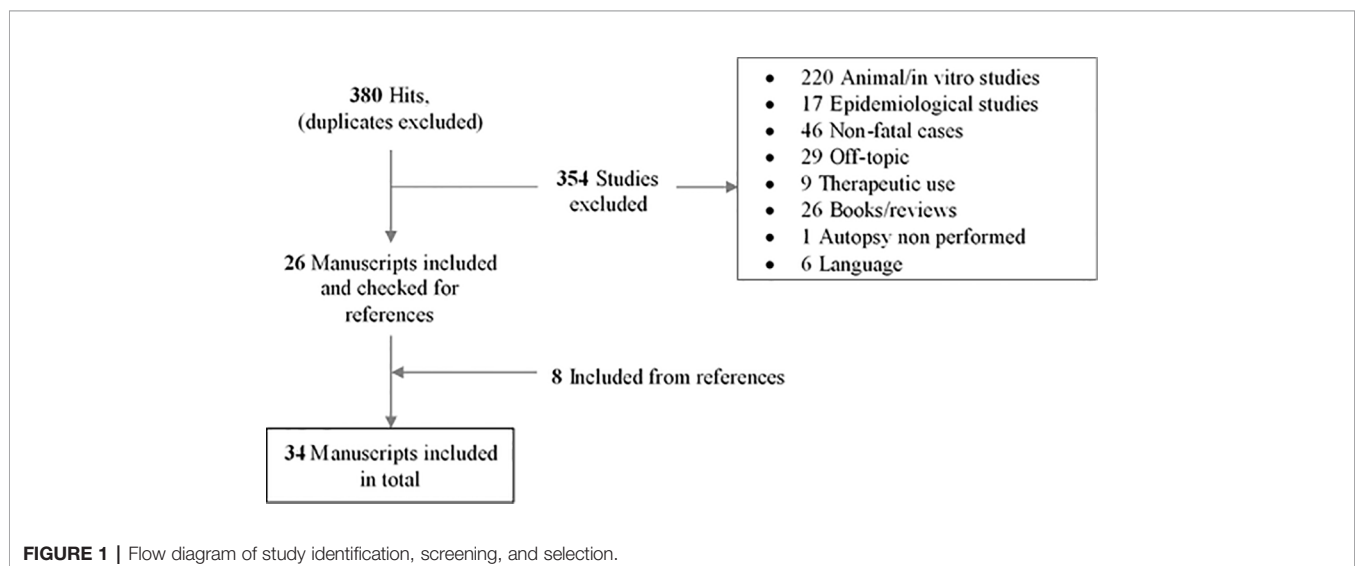 380 Hits,
(duplicates excluded)
354 Studies
excluded
• 220 Animal/in vitro studies
• 17 Epidemiological studies
• 46 Non-fatal cases
• 29 Off-topic
• 9 Therapeutic use
• 26 Books/reviews
• 1 Autopsy non performed
• 6 Language
26 Manuscripts included
and checked for
references
8 Included from references
34 Manuscripts included
in total
FIGURE 1 | Flow diagram of study identification, screening, and selection.